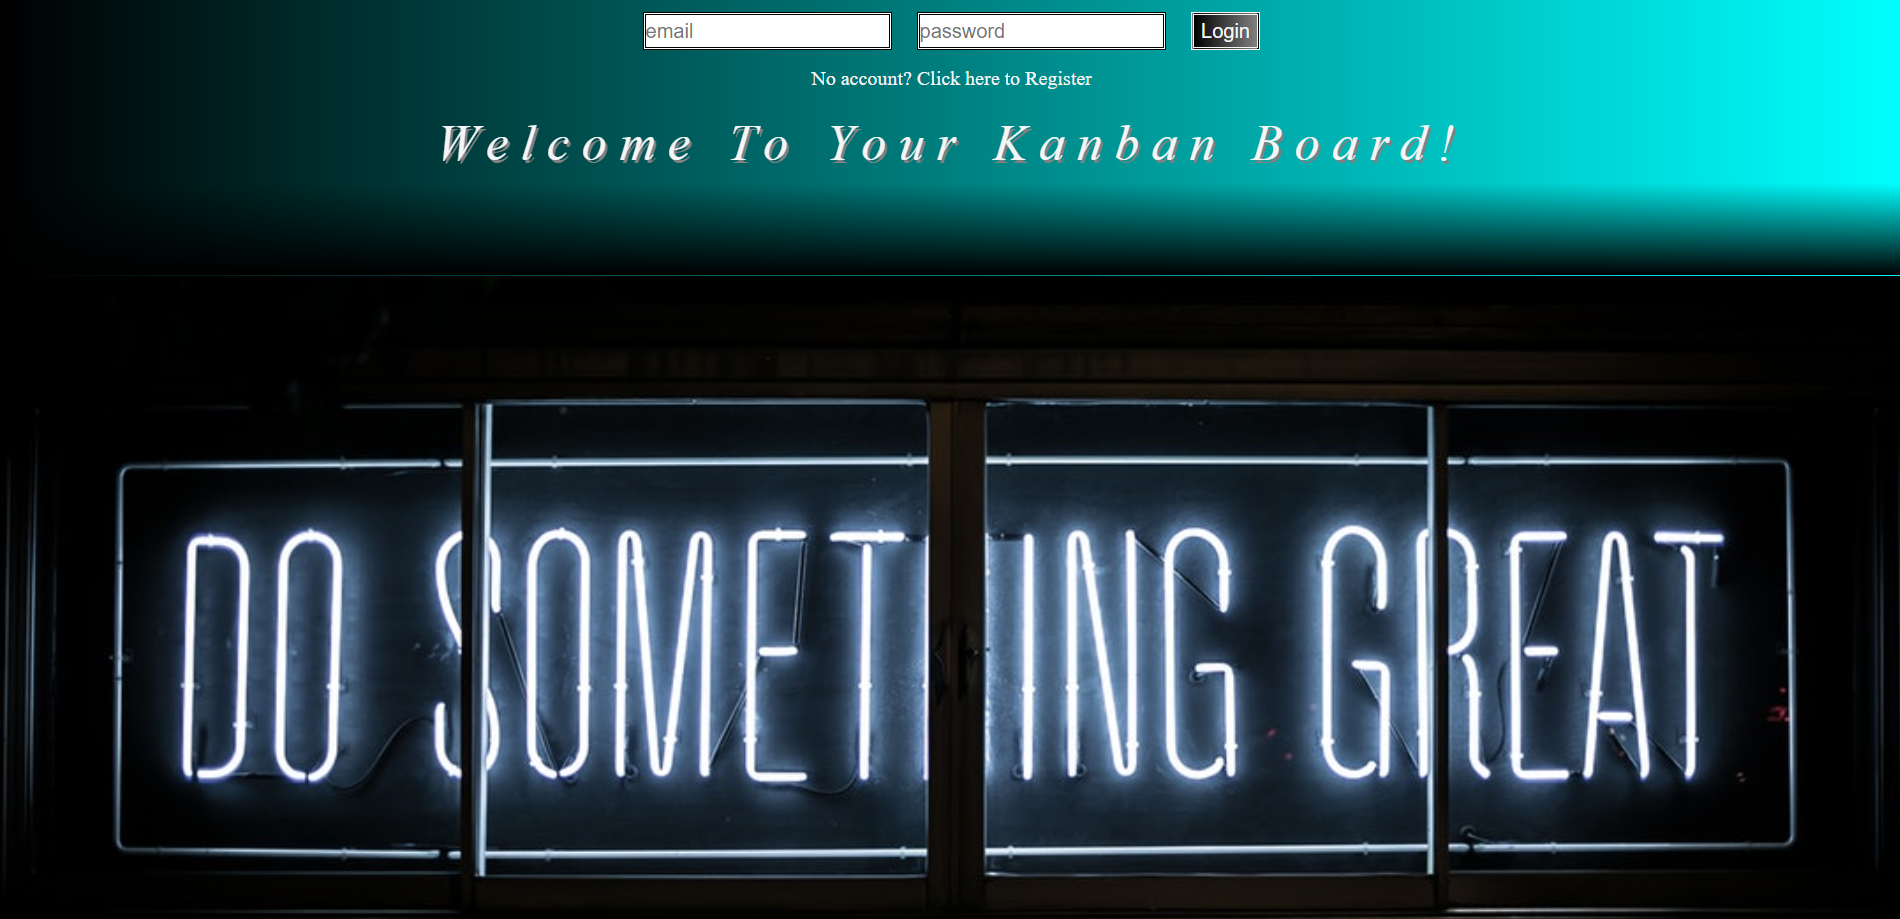 email password Login
No account? Click here to Register
Welcome To Your Kanban Board!
DO SOMETHING GREAT